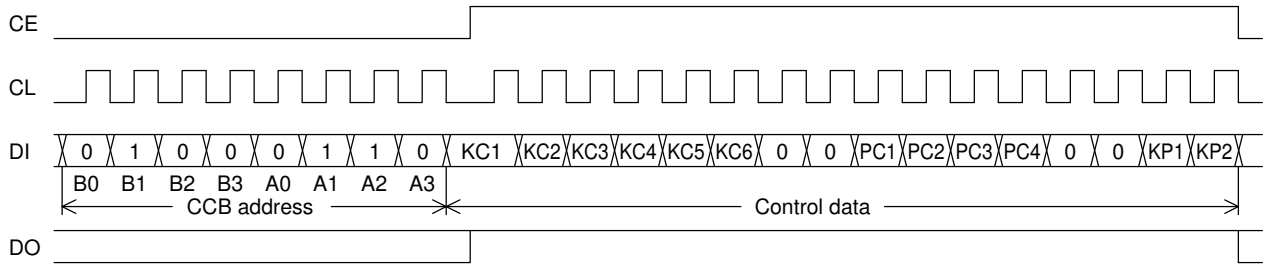 CE
CL
DI 0 1 0 0 0 1 1 0 KC1 KC2 KC3 KC4 KC5 KC6 0 0 PC1 PC2 PC3 PC4 0 0 KP1 KP2
B0 B1 B2 B3 A0 A1 A2 A3
CCB address Control data
DO